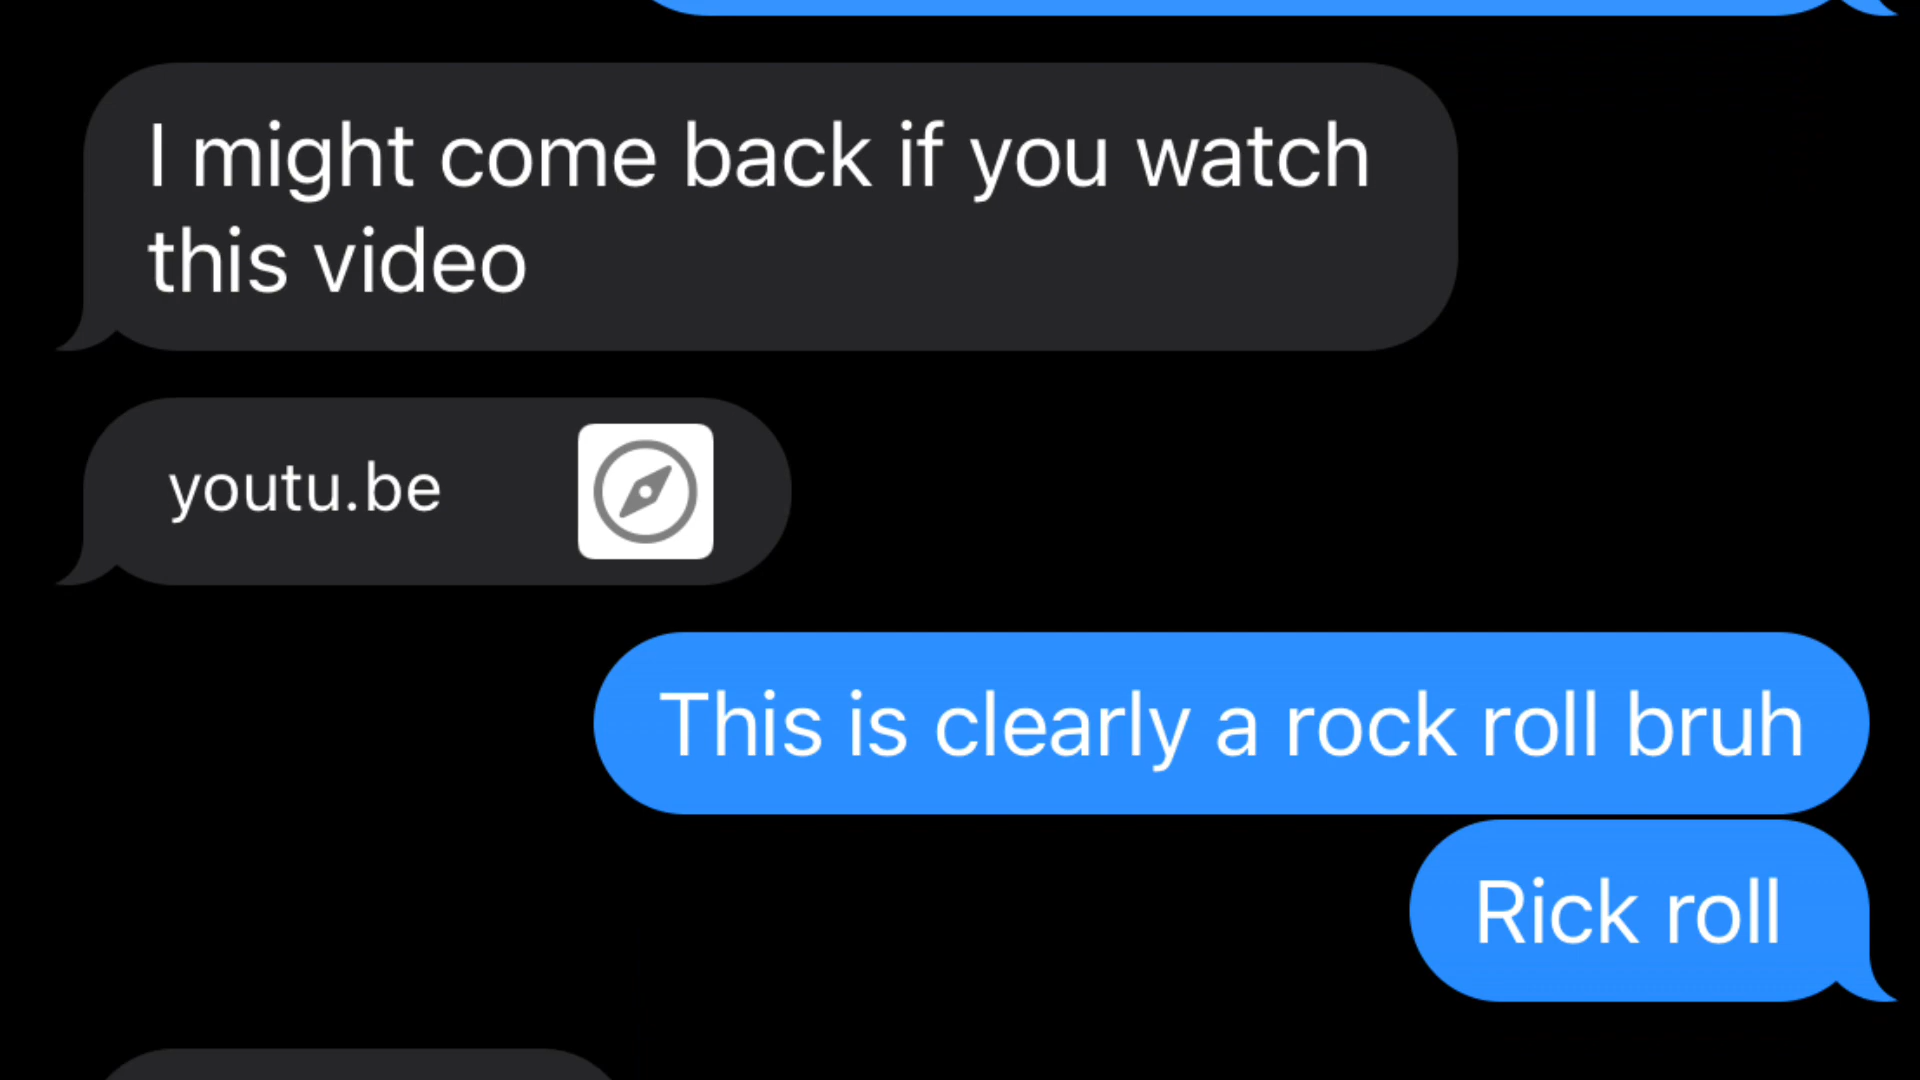 I might come back if you watch
this video
youtu.be
This is clearly a rock roll bruh
Rick roll